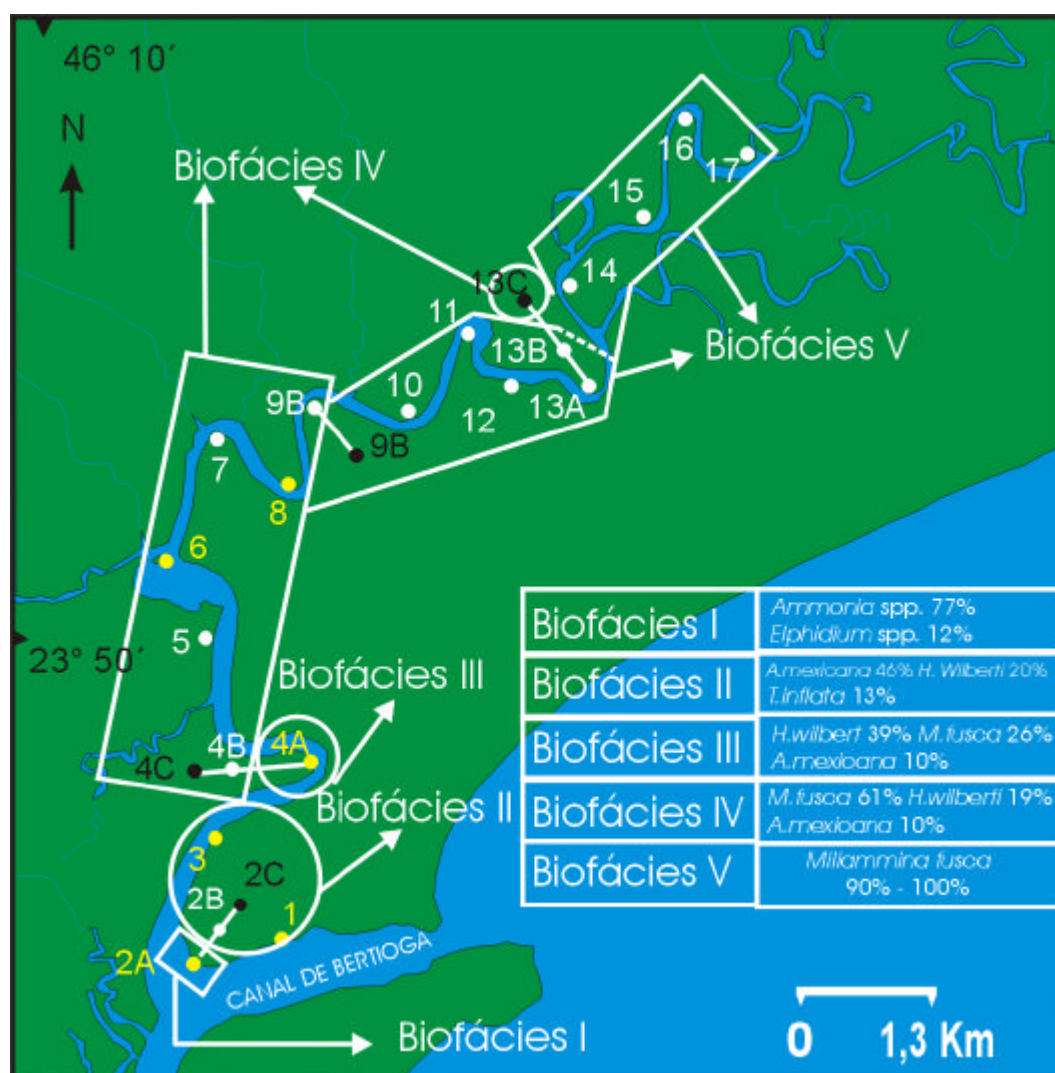 46° 10´
N
Biofácies IV
16
17
15
14
13C
11
13B
Biofácies V
10
12
13A
9B
9B
7
8
6
5
23° 50´
Biofácies III
4B
4A
4C
Biofácies II
3
2C
2B
1
2A
CANAL DE BERTIOGA
Biofácies I
Biofácies I
Ammonia spp. 77%
Elphidium spp. 12%
Biofácies II
A.mexicana 46% H. Wilberti 20%
T.inflata 13%
Biofácies III
H.wilbert 39% M.fusca 26%
A.mexicana 10%
Biofácies IV
M.fusca 61% H.wilberti 19%
A.mexicana 10%
Biofácies V
Miliammina fusca
90% - 100%
0 1,3 Km